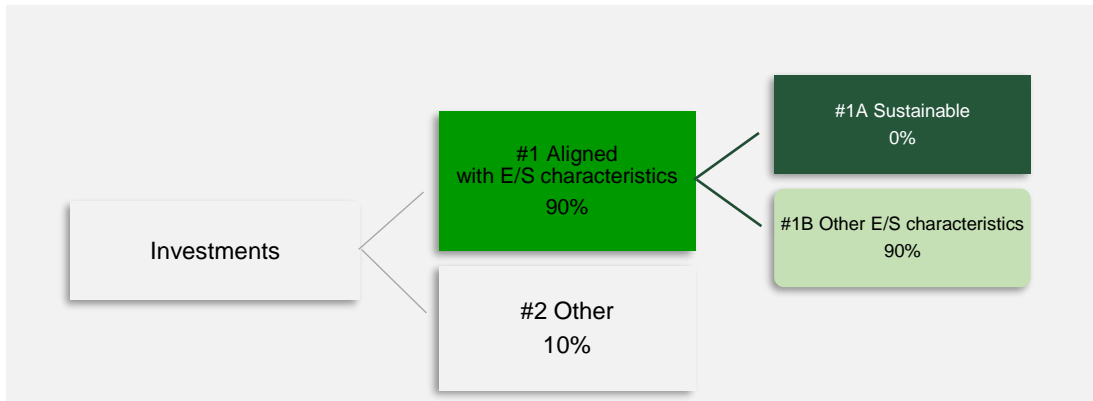 Investments
#1 Aligned
with E/S characteristics
90%
#2 Other
10%
#1A Sustainable
0%
#1B Other E/S characteristics
90%